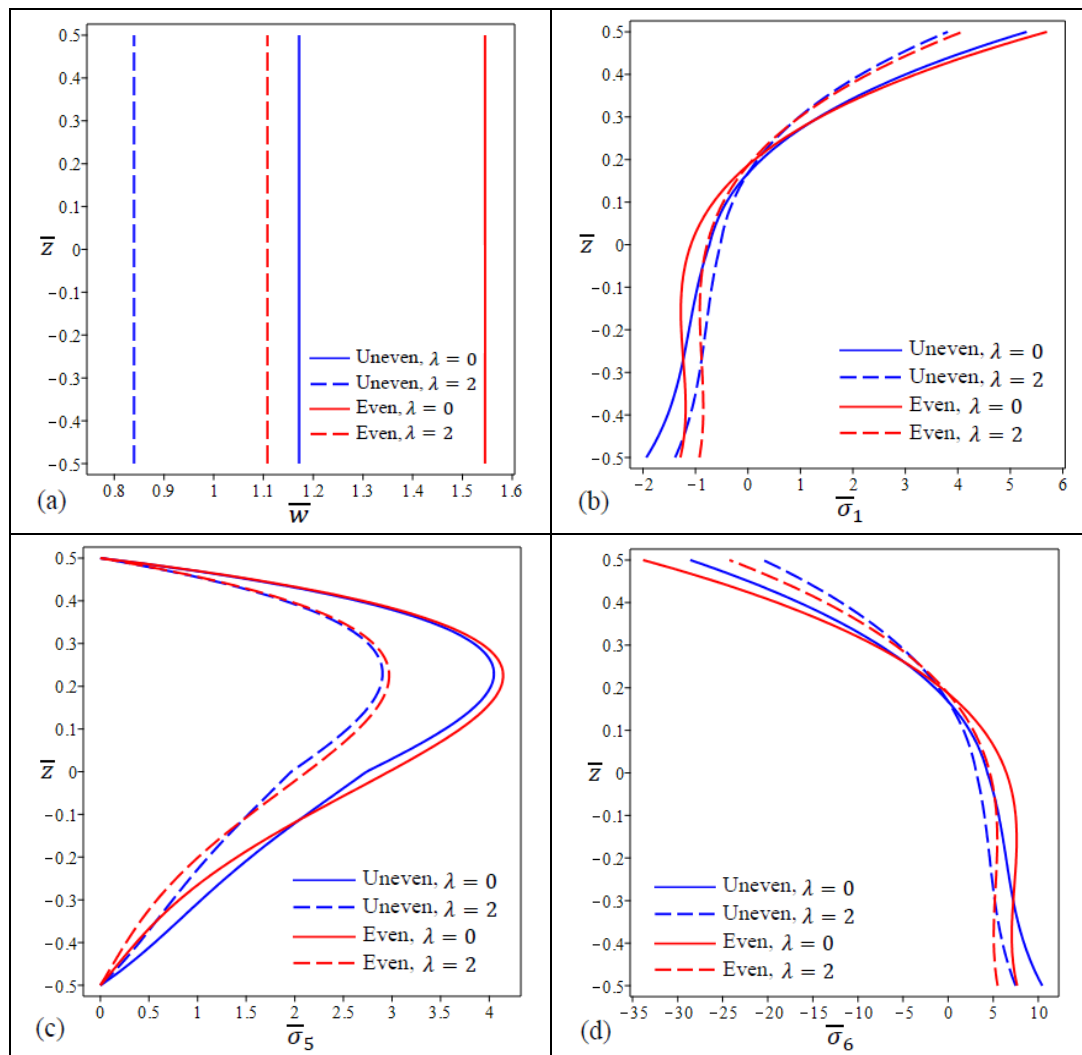 0.5
0.4
0.3
0.2
0.1
z̅
0
-0.1
-0.2
-0.3
-0.4
-0.5
Uneven, λ = 0
Uneven, λ = 2
Even, λ = 0
Even, λ = 2
0.8 0.9 1 1.1 1.2 1.3 1.4 1.5 1.6
(a)
w̅
0.5
0.4
0.3
0.2
0.1
z̅
0
-0.1
-0.2
-0.3
-0.4
-0.5
Uneven, λ = 0
Uneven, λ = 2
Even, λ = 0
Even, λ = 2
-2 -1 0 1 2 3 4 5 6
(b)
σ̅₁
0.5
0.4
0.3
0.2
0.1
z̅
0
-0.1
-0.2
-0.3
-0.4
-0.5
Uneven, λ = 0
Uneven, λ = 2
Even, λ = 0
Even, λ = 2
0 0.5 1 1.5 2 2.5 3 3.5 4
(c)
σ̅₅
0.5
0.4
0.3
0.2
0.1
z̅
0
-0.1
-0.2
-0.3
-0.4
-0.5
Uneven, λ = 0
Uneven, λ = 2
Even, λ = 0
Even, λ = 2
-35 -30 -25 -20 -15 -10 -5 0 5 10
(d)
σ̅₆